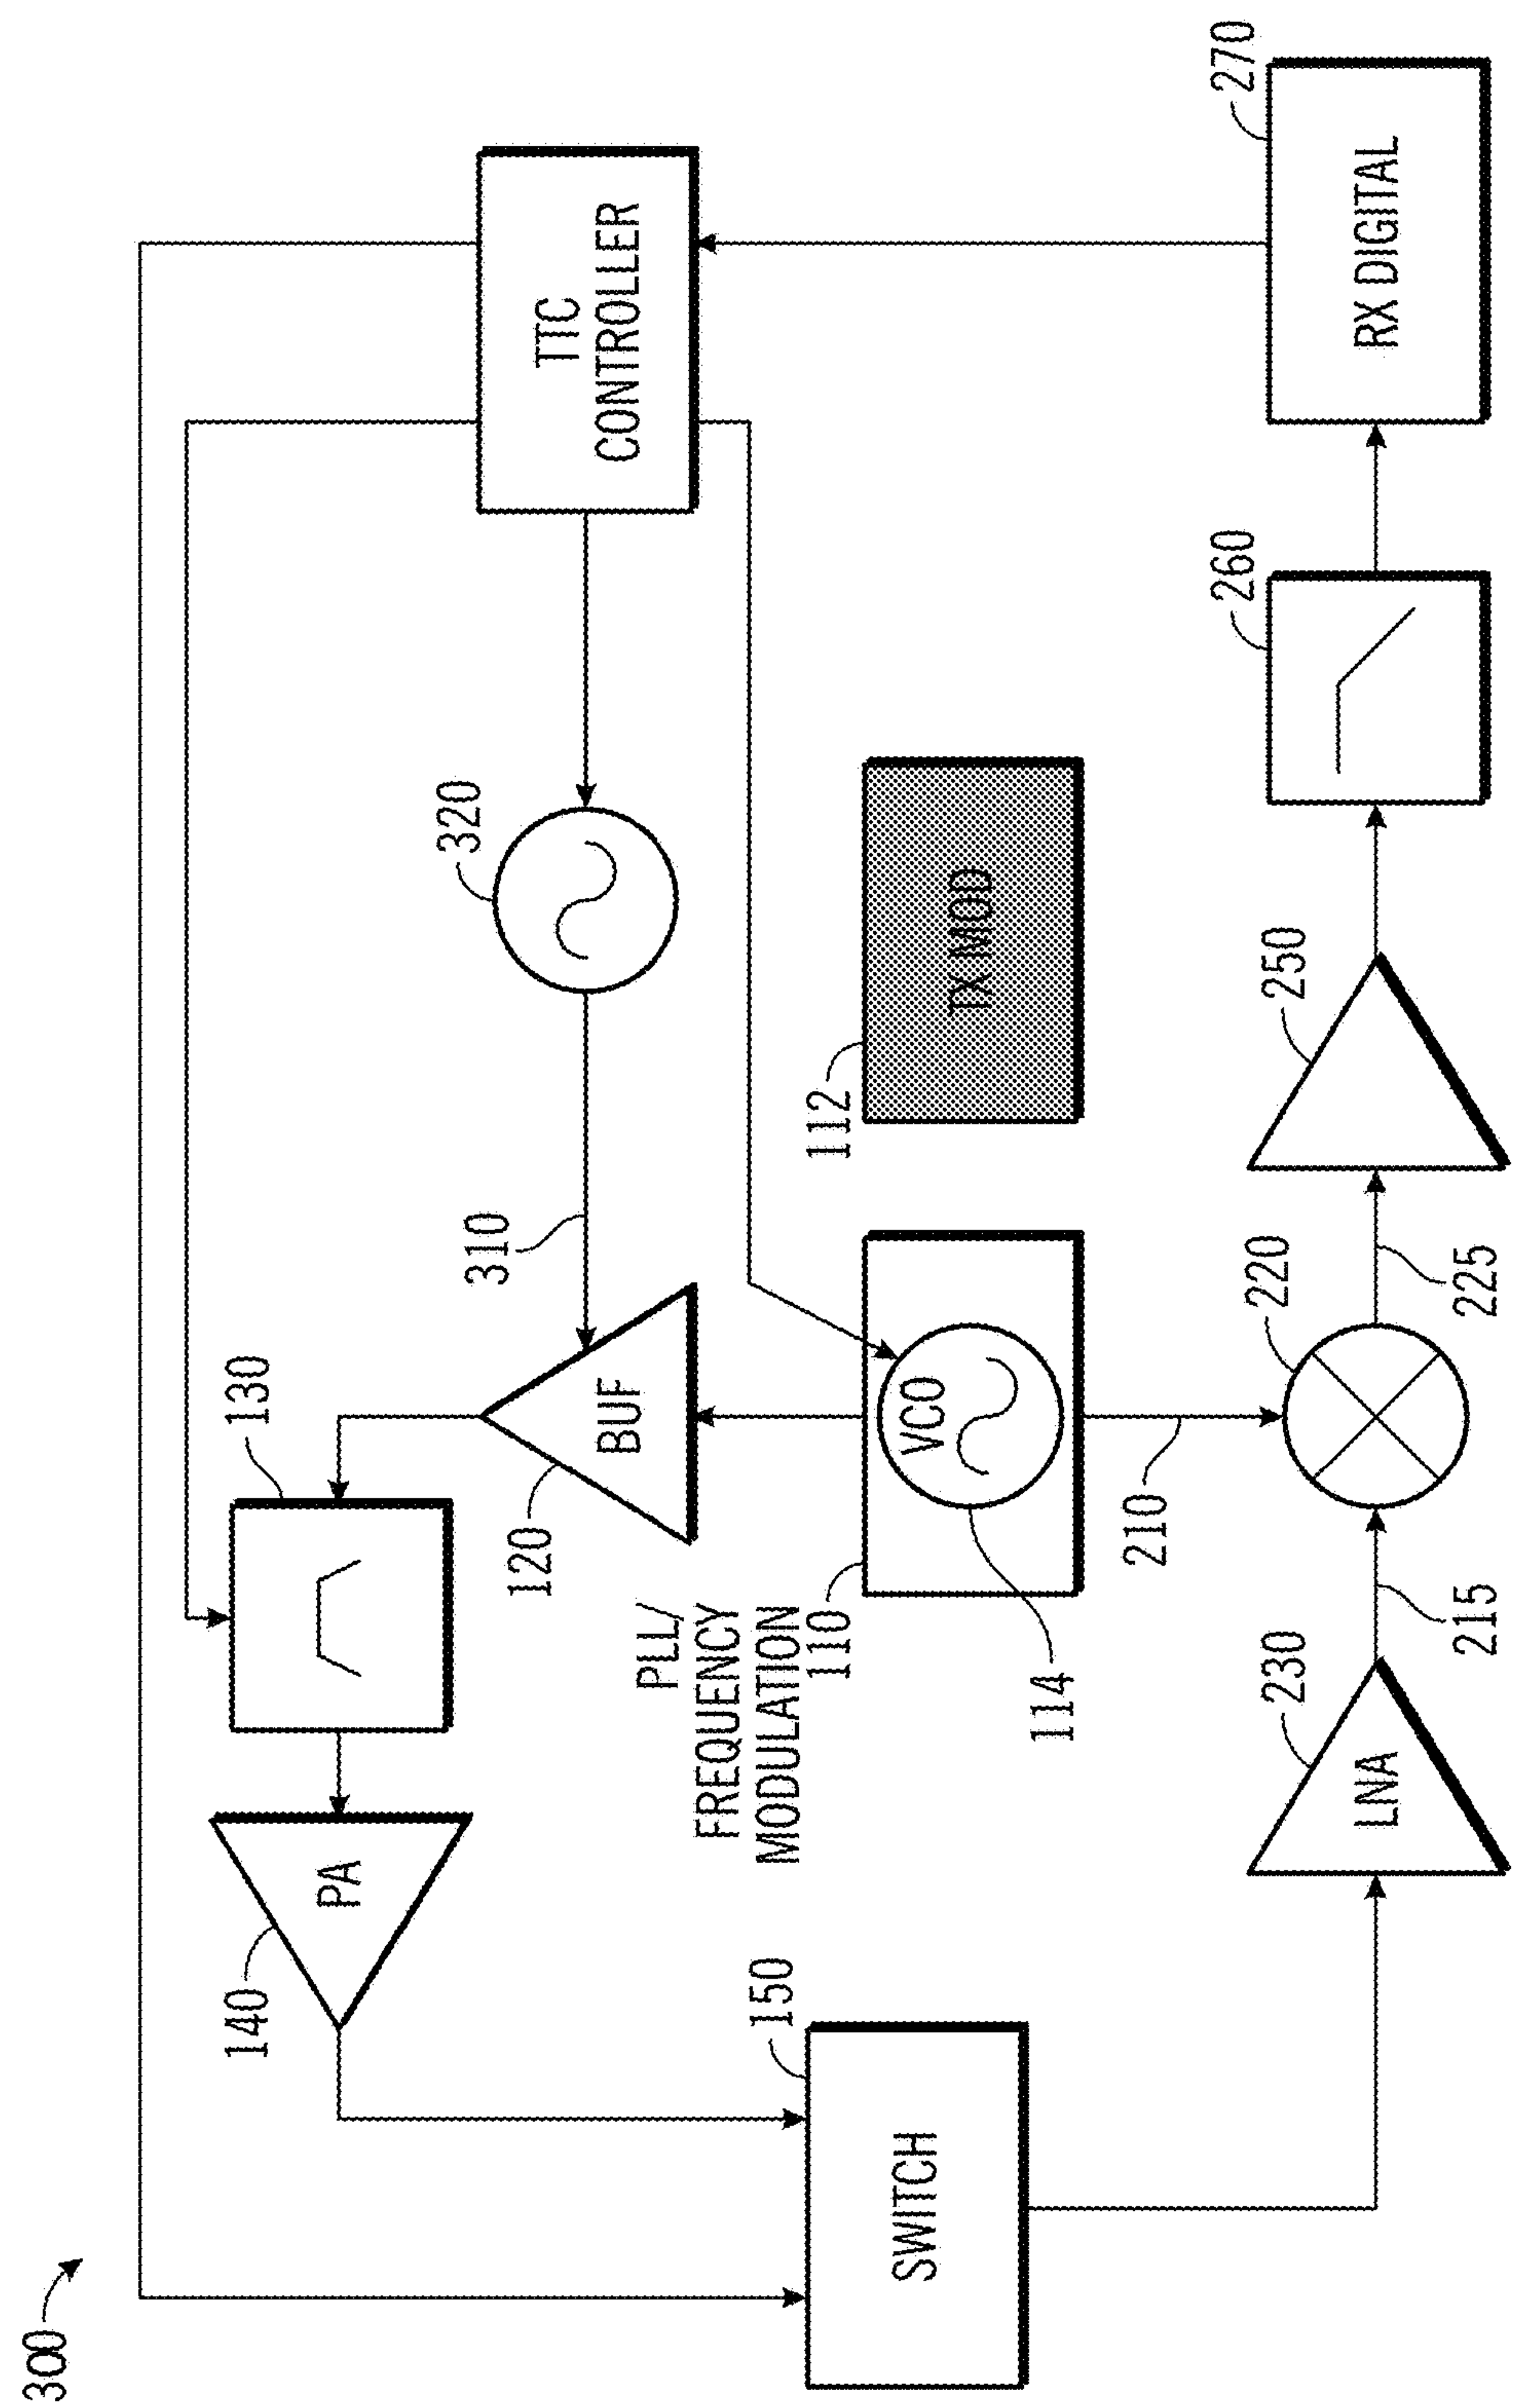 300
140
PA
130
120
BUF
310
320
TTC
CONTROLLER
150
SWITCH
PLL/
FREQUENCY
MODULATION
110
VCO
114
112
TX MOD
210
230
LNA
215
220
225
250
260
270
RX DIGITAL